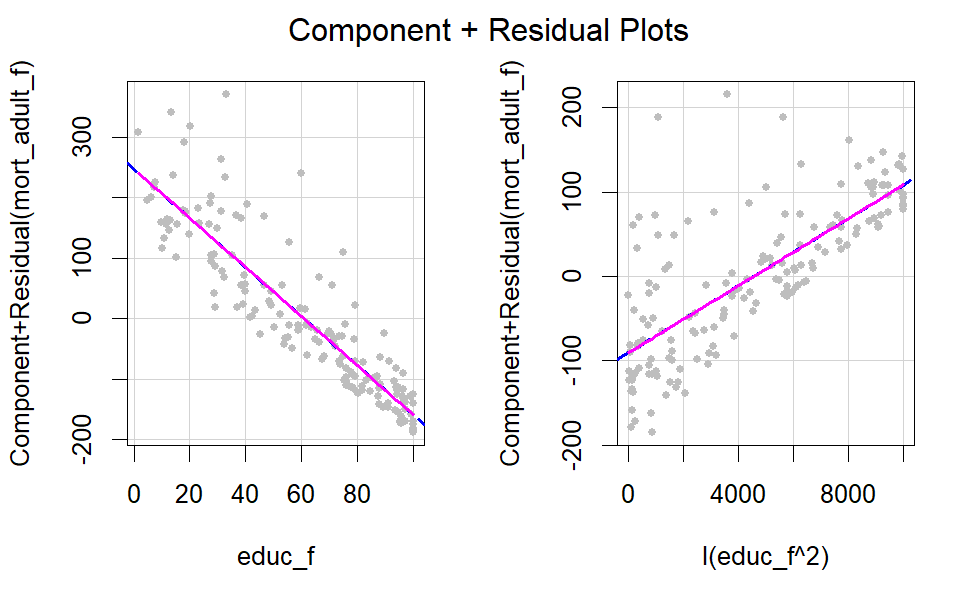 Component + Residual Plots
Component+Residual(mort_adult_f)
300
100
0
-200
0 20 40 60 80
educ_f
Component+Residual(mort_adult_f)
200
100
0
-100
-200
0 4000 8000
I(educ_f^2)